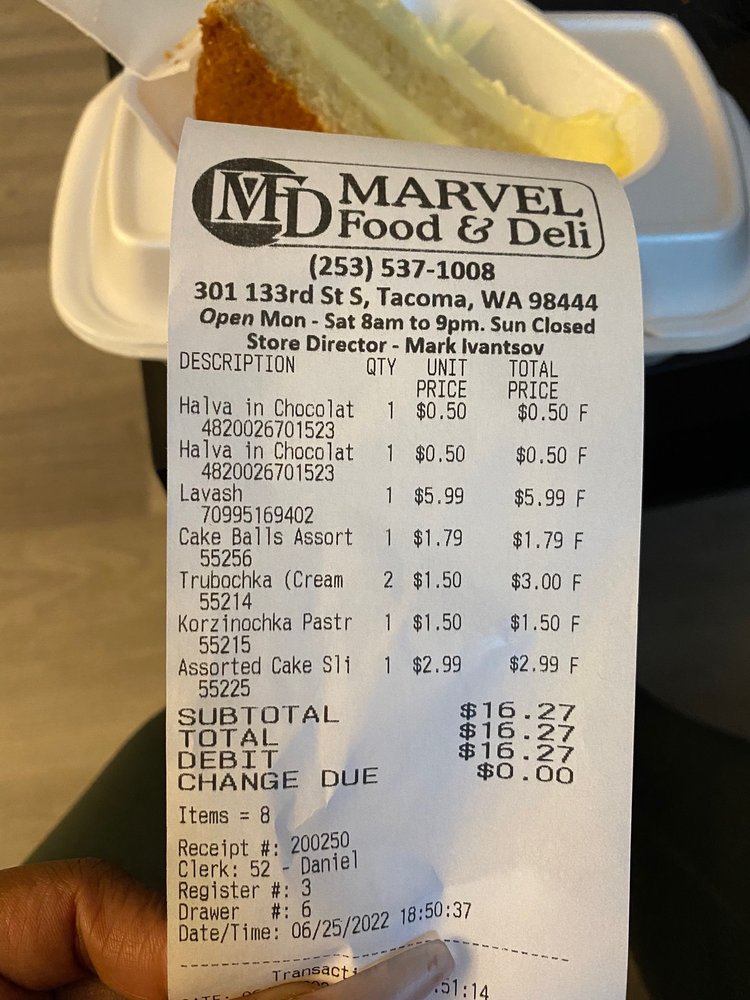 MFD MARVEL
Food & Deli
(253) 537-1008
301 133rd St S, Tacoma, WA 98444
Open Mon - Sat 8am to 9pm. Sun Closed
Store Director - Mark Ivantsov
DESCRIPTION QTY UNIT TOTAL
PRICE PRICE
Halva in Chocolat 1 $0.50 $0.50 F
4820026701523
Halva in Chocolat 1 $0.50 $0.50 F
4820026701523
Lavash 1 $5.99 $5.99 F
70995169402
Cake Balls Assort 1 $1.79 $1.79 F
55256
Trubochka (Cream 2 $1.50 $3.00 F
55214
Korzinochka Pastr 1 $1.50 $1.50 F
55215
Assorted Cake Sli 1 $2.99 $2.99 F
55225
SUBTOTAL $16.27
TOTAL $16.27
DEBIT $16.27
CHANGE DUE $0.00
Items = 8
Receipt #: 200250
Clerk: 52 - Daniel
Register #: 3
Drawer #: 6
Date/Time: 06/25/2022 18:50:37
Transacti
:51:14